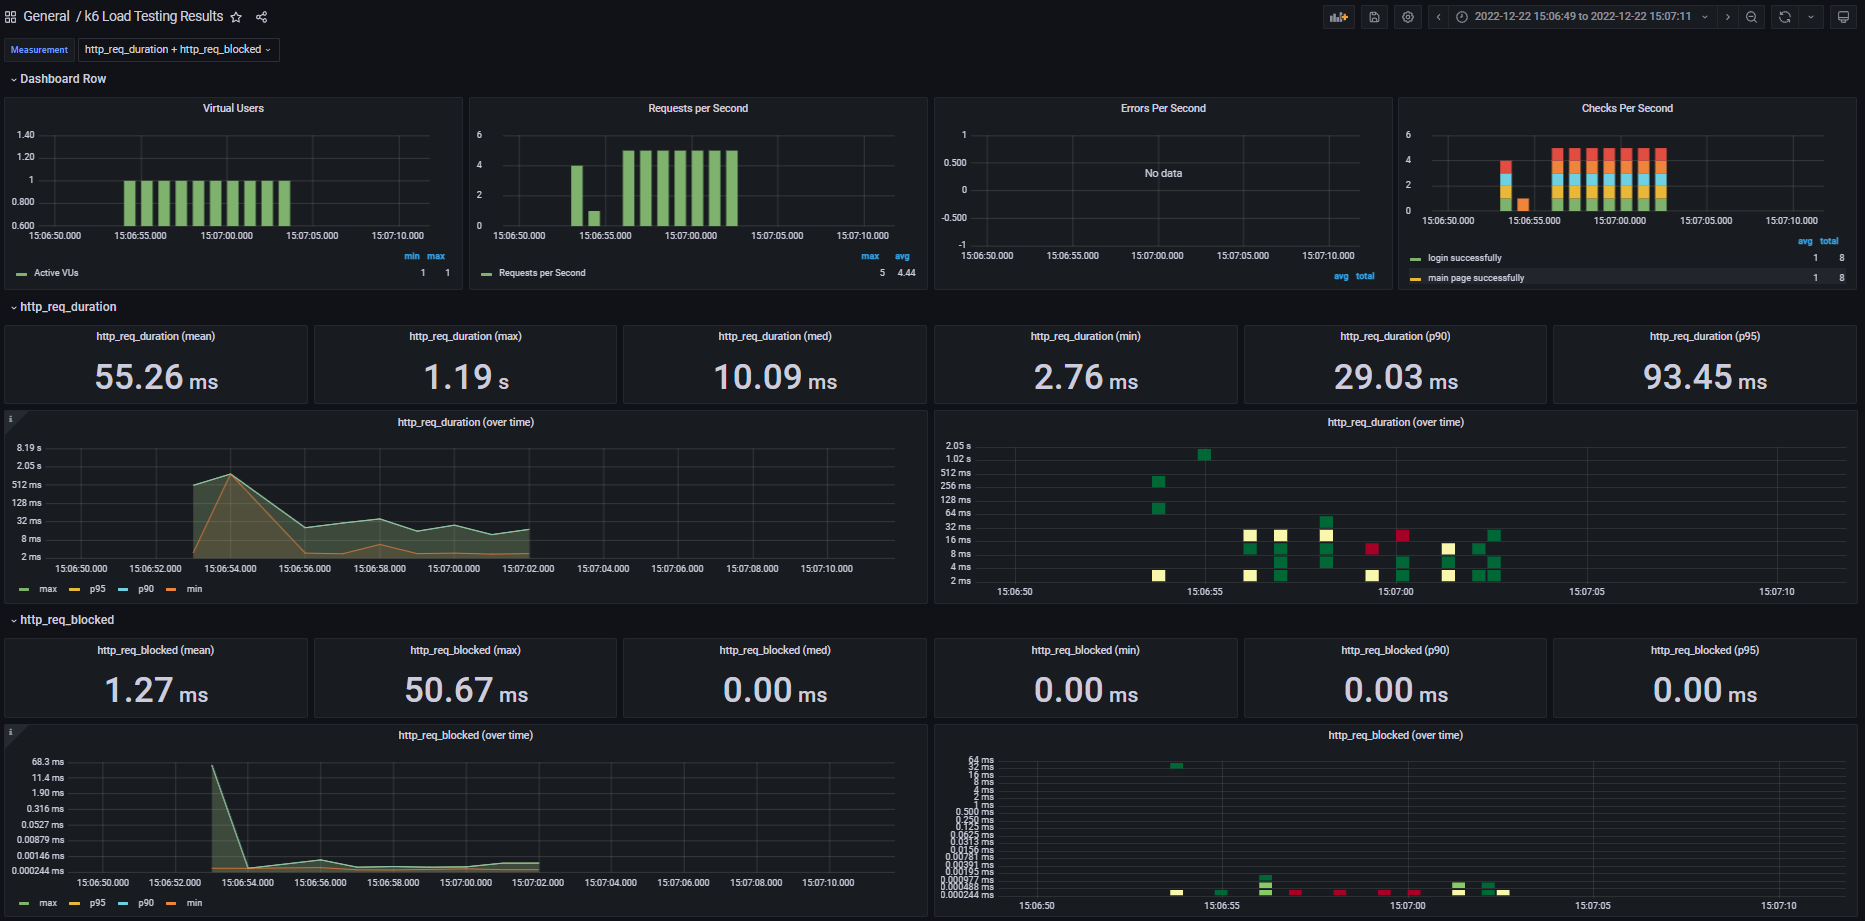 General / k6 Load Testing Results
2022-12-22 15:06:49 to 2022-12-22 15:07:11
Measurement http_req_duration + http_req_blocked
Dashboard Row
Virtual Users
1.40
1.20
1
0.800
0.600
15:06:50.000 15:06:55.000 15:07:00.000 15:07:05.000 15:07:10.000
min max
Active VUs 1 1
Requests per Second
6
4
2
0
15:06:50.000 15:06:55.000 15:07:00.000 15:07:05.000 15:07:10.000
max avg
Requests per Second 5 4.44
Errors Per Second
1
0.500
0
-0.500
-1
No data
15:06:50.000 15:06:55.000 15:07:00.000 15:07:05.000 15:07:10.000
avg total
Checks Per Second
6
4
2
0
15:06:50.000 15:06:55.000 15:07:00.000 15:07:05.000 15:07:10.000
avg total
login successfully 1 8
main page successfully 1 8
http_req_duration
http_req_duration (mean)
55.26 ms
http_req_duration (max)
1.19 s
http_req_duration (med)
10.09 ms
http_req_duration (min)
2.76 ms
http_req_duration (p90)
29.03 ms
http_req_duration (p95)
93.45 ms
http_req_duration (over time)
8.19 s
2.05 s
512 ms
128 ms
32 ms
8 ms
2 ms
15:06:50.000 15:06:52.000 15:06:54.000 15:06:56.000 15:06:58.000 15:07:00.000 15:07:02.000 15:07:04.000 15:07:06.000 15:07:08.000 15:07:10.000
max p95 p90 min
http_req_duration (over time)
2.05 s
1.02 s
512 ms
256 ms
128 ms
64 ms
32 ms
16 ms
8 ms
4 ms
2 ms
15:06:50 15:06:55 15:07:00 15:07:05 15:07:10
http_req_blocked
http_req_blocked (mean)
1.27 ms
http_req_blocked (max)
50.67 ms
http_req_blocked (med)
0.00 ms
http_req_blocked (min)
0.00 ms
http_req_blocked (p90)
0.00 ms
http_req_blocked (p95)
0.00 ms
http_req_blocked (over time)
68.3 ms
11.4 ms
1.90 ms
0.316 ms
0.0527 ms
0.00879 ms
0.00146 ms
0.000244 ms
15:06:50.000 15:06:52.000 15:06:54.000 15:06:56.000 15:06:58.000 15:07:00.000 15:07:02.000 15:07:04.000 15:07:06.000 15:07:08.000 15:07:10.000
max p95 p90 min
http_req_blocked (over time)
64 ms
32 ms
16 ms
8 ms
4 ms
2 ms
1 ms
0.500 ms
0.250 ms
0.125 ms
0.0625 ms
0.0313 ms
0.0156 ms
0.00781 ms
0.00391 ms
0.00195 ms
0.000977 ms
0.000488 ms
0.000244 ms
15:06:50 15:06:55 15:07:00 15:07:05 15:07:10